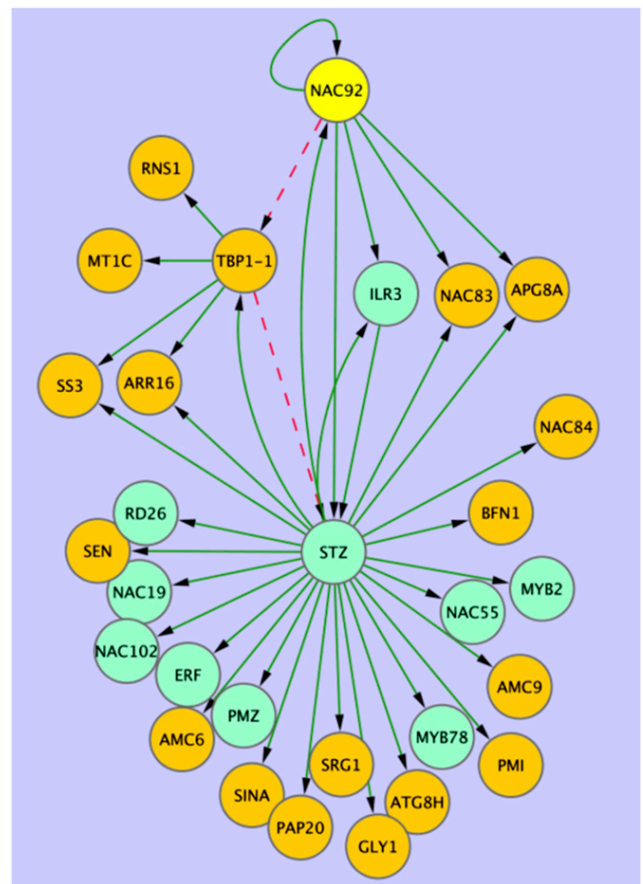 NAC92
RNS1
MT1C
TBP1-1
ILR3
NAC83
APG8A
SS3
ARR16
NAC84
RD26
BFN1
SEN
STZ
NAC19
MYB2
NAC55
NAC102
ERF
AMC9
PMZ
AMC6
MYB78
SRG1
PMI
SINA
ATG8H
PAP20
GLY1